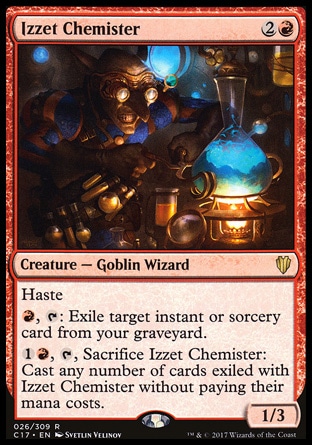 Izzet Chemister 2R
Creature — Goblin Wizard
Haste
R, T: Exile target instant or sorcery
card from your graveyard.
1R, T, Sacrifice Izzet Chemister:
Cast any number of cards exiled with
Izzet Chemister without paying their
mana costs.
1/3
026/309 R
C17 • EN Svetlin Velinov
™ & © 2017 Wizards of the Coast